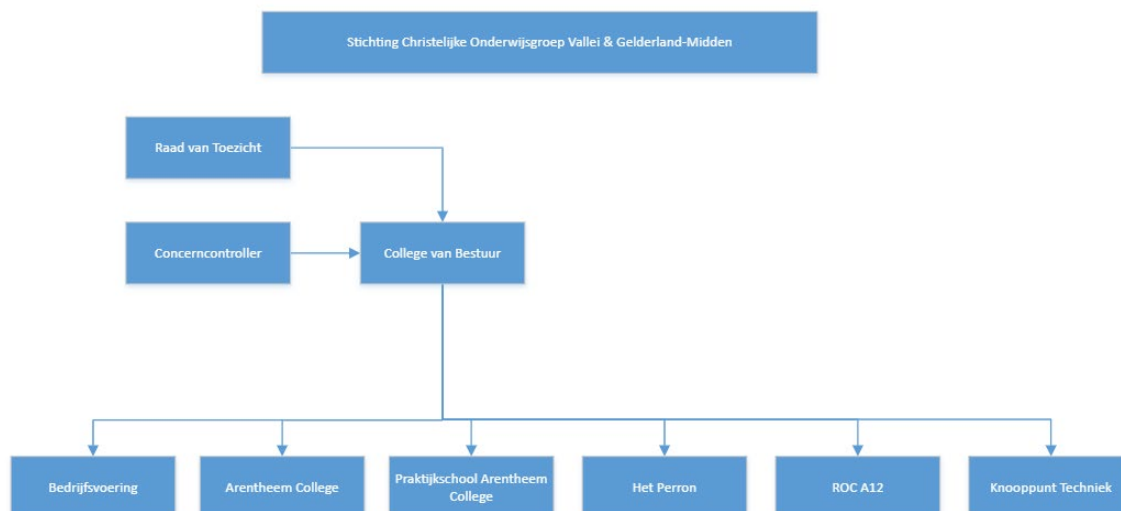 Stichting Christelijke Onderwijsgroep Vallei & Gelderland-Midden
Raad van Toezicht
Concerncontroller
College van Bestuur
Bedrijfsvoering
Arentheem College
Praktijkschool Arentheem
College
Het Perron
ROC A12
Knooppunt Techniek